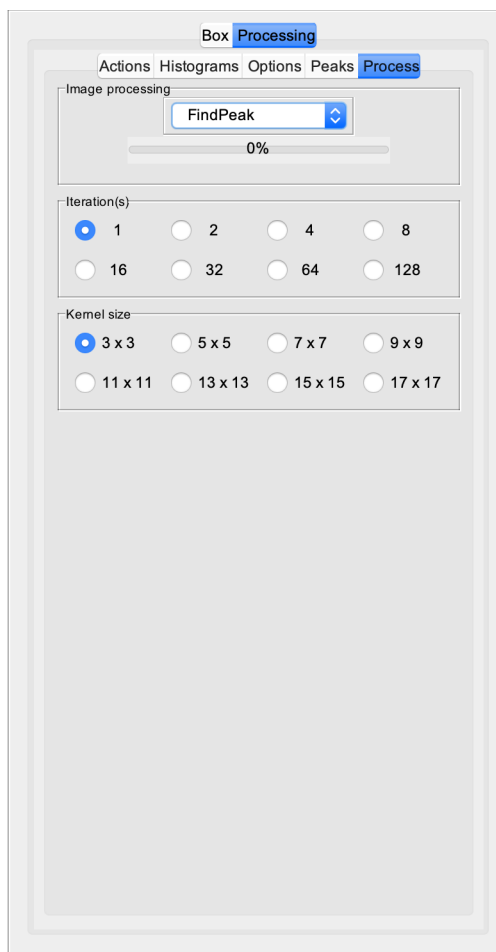 Box Processing
Actions Histograms Options Peaks Process
Image processing
FindPeak
0%
Iteration(s)
1 2 4 8
16 32 64 128
Kernel size
3 x 3 5 x 5 7 x 7 9 x 9
11 x 11 13 x 13 15 x 15 17 x 17